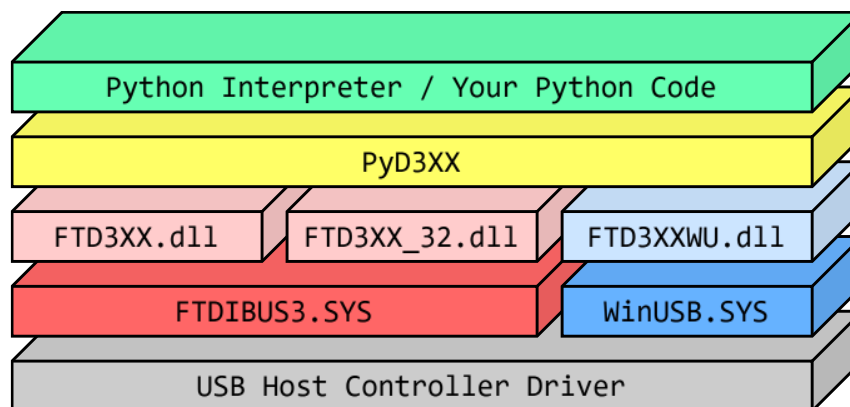 Python Interpreter / Your Python Code
PyD3XX
FTD3XX.dll FTD3XX_32.dll FTD3XXWU.dll
FTDIBUS3.SYS WinUSB.SYS
USB Host Controller Driver